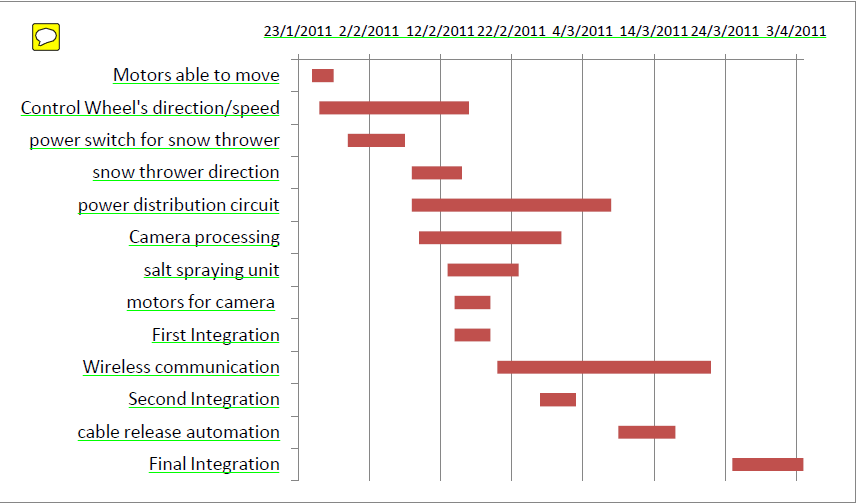 23/1/2011 2/2/2011 12/2/2011 22/2/2011 4/3/2011 14/3/2011 24/3/2011 3/4/2011
Motors able to move
Control Wheel's direction/speed
power switch for snow thrower
snow thrower direction
power distribution circuit
Camera processing
salt spraying unit
motors for camera
First Integration
Wireless communication
Second Integration
cable release automation
Final Integration